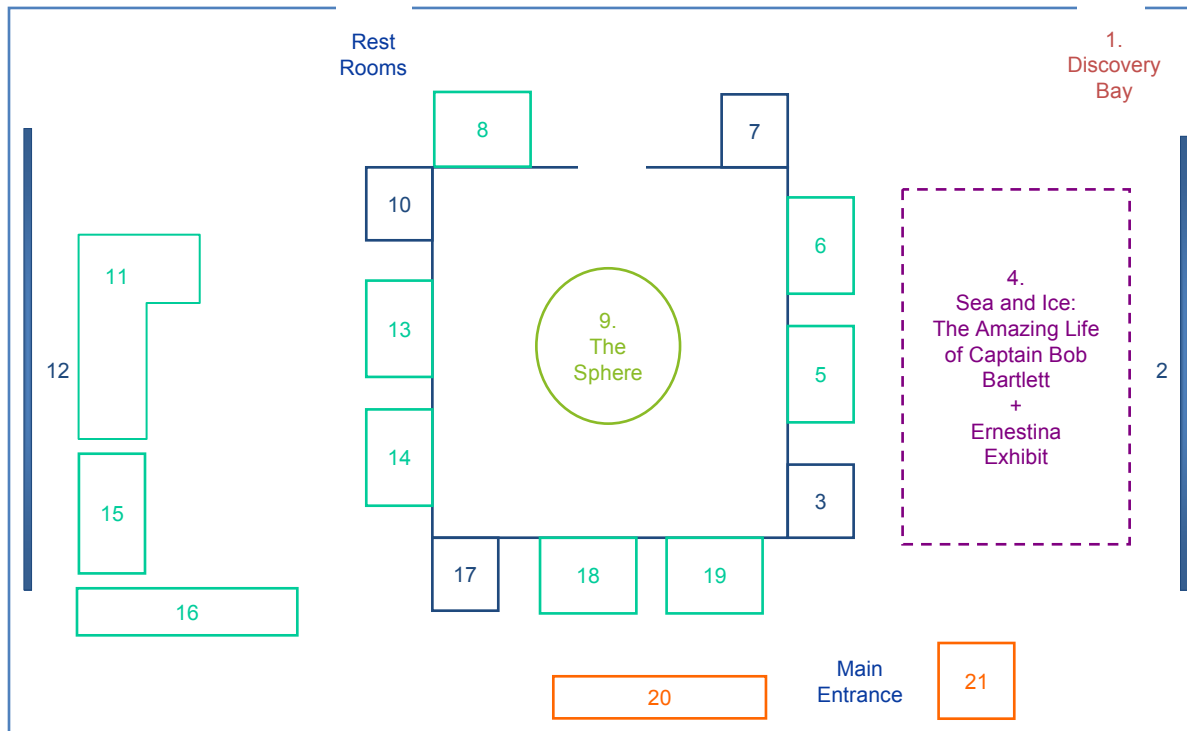 Rest
Rooms
1.
Discovery
Bay
8
7
10
6
11
4.
Sea and Ice:
The Amazing Life
of Captain Bob
Bartlett
+
Ernestina
Exhibit
13
9.
The
Sphere
5
12
2
14
15
3
17
18
19
16
Main
Entrance
20
21